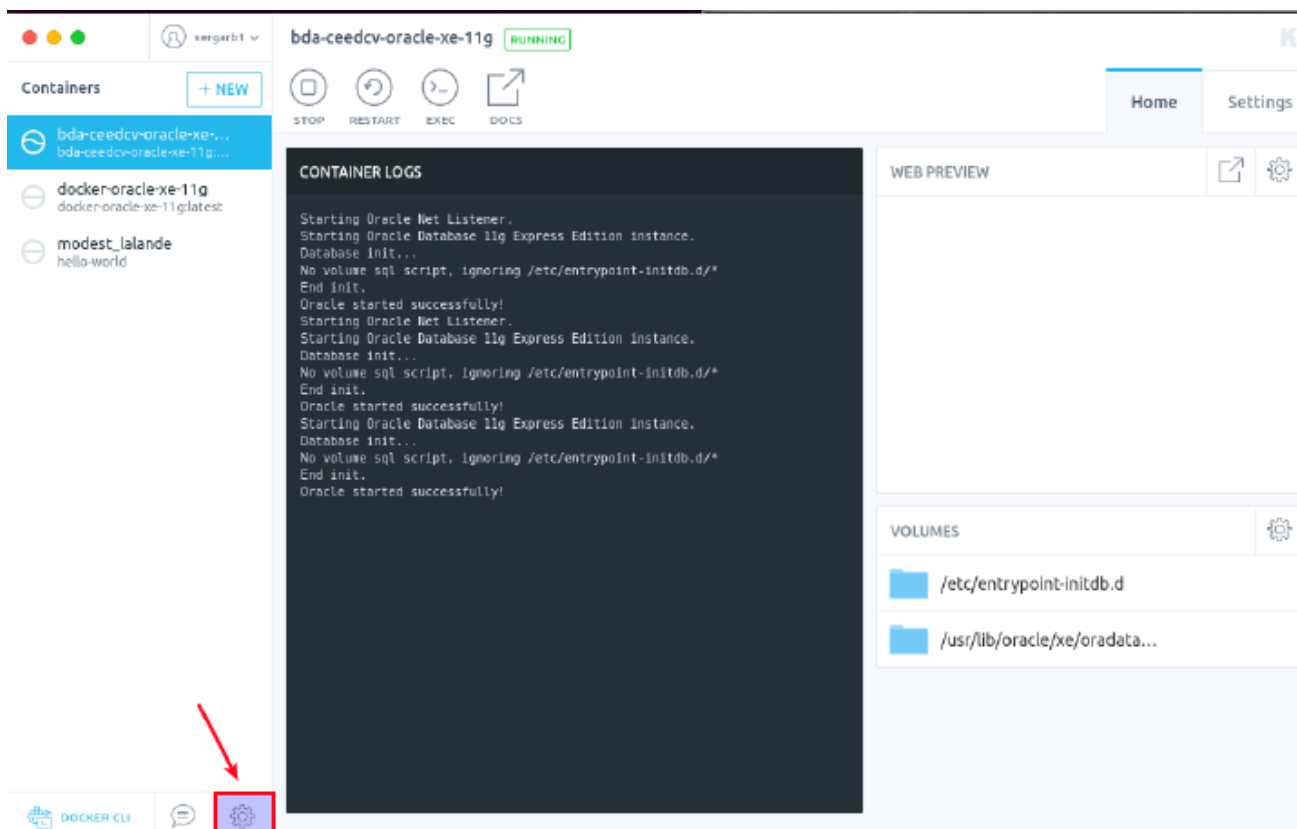 sergarb1
bda-ceedcv-oracle-xe-11g RUNNING
K
Containers
+ NEW
STOP RESTART EXEC DOCS
Home Settings
bda-ceedcv-oracle-xe-...
bda-ceedcv-oracle-xe-11g:...
docker-oracle-xe-11g
docker-oracle-xe-11g:latest
modest_lalande
hello-world
CONTAINER LOGS
Starting Oracle Net Listener.
Starting Oracle Database 11g Express Edition instance.
Database init...
No volume sql script, ignoring /etc/entrypoint-initdb.d/*
End init.
Oracle started successfully!
Starting Oracle Net Listener.
Starting Oracle Database 11g Express Edition instance.
Database init...
No volume sql script, ignoring /etc/entrypoint-initdb.d/*
End init.
Oracle started successfully!
Starting Oracle Database 11g Express Edition instance.
Database init...
No volume sql script, ignoring /etc/entrypoint-initdb.d/*
End init.
Oracle started successfully!
WEB PREVIEW
VOLUMES
/etc/entrypoint-initdb.d
/usr/lib/oracle/xe/oradata...
DOCKER CLI